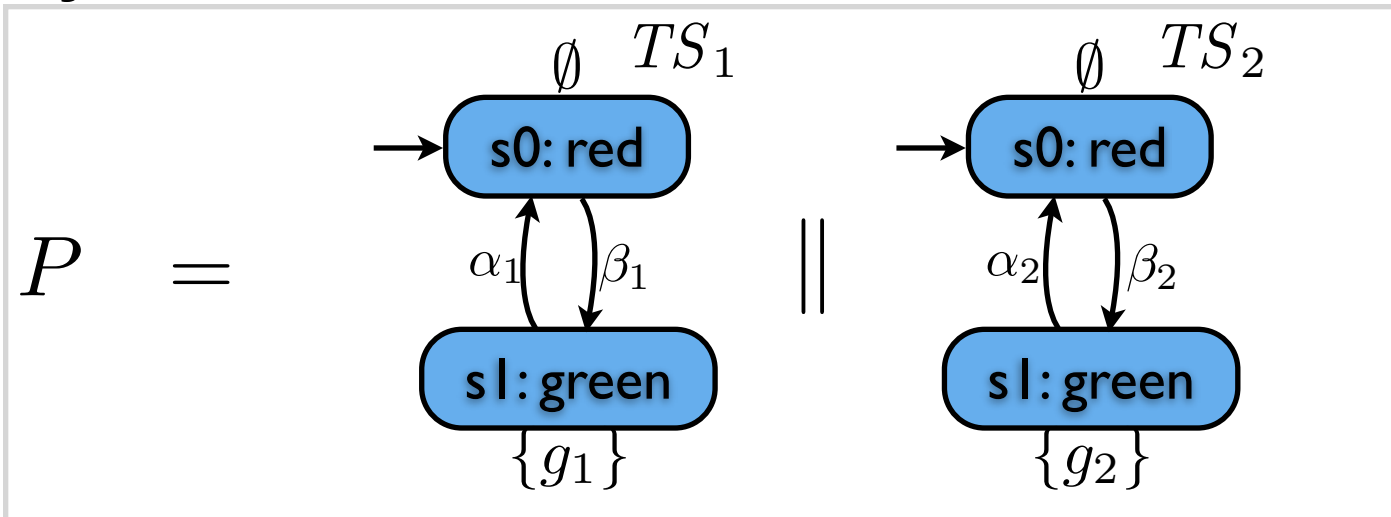 ∅ TS₁ ∅ TS₂
s0: red s0: red
P = α₁ β₁ || α₂ β₂
s1: green s1: green
{g₁} {g₂}